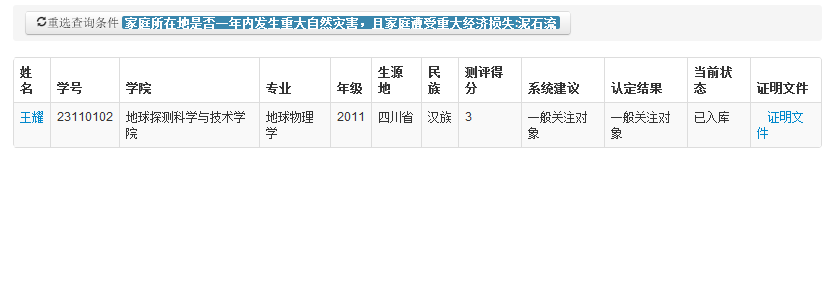 重选查询条件 家庭所在地是否一年内发生重大自然灾害，且家庭遭受重大经济损失:泥石流
姓名 学号 学院 专业 年级 生源地 民族 测评得分 系统建议 认定结果 当前状态 证明文件
王耀 23110102 地球探测科学与技术学院 地球物理学 2011 四川省 汉族 3 一般关注对象 一般关注对象 已入库 证明文件